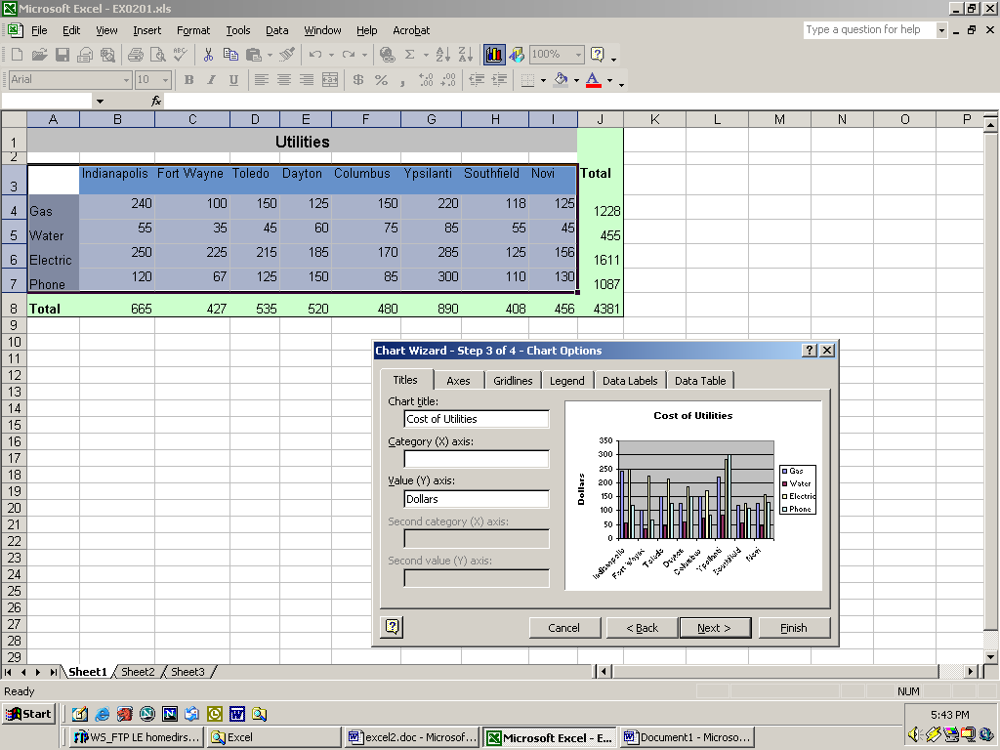 Microsoft Excel - EX0201.xls
File Edit View Insert Format Tools Data Window Help Acrobat Type a question for help
100%
Arial 10 B I U $ % ,
fx
A B C D E F G H I J K L M N O P
1 Utilities
2
3 Indianapolis Fort Wayne Toledo Dayton Columbus Ypsilanti Southfield Novi Total
4 Gas 240 100 150 125 150 220 118 125 1228
5 Water 55 35 45 60 75 85 55 45 455
6 Electric 250 225 215 185 170 285 125 156 1611
7 Phone 120 67 125 150 85 300 110 130 1087
8 Total 665 427 535 520 480 890 408 456 4381
9
10
11
12
13
14
15
16
17
18
19
20
21
22
23
24
25
26
27
28
29
Chart Wizard - Step 3 of 4 - Chart Options
Titles Axes Gridlines Legend Data Labels Data Table
Chart title:
Cost of Utilities
Category (X) axis:
Value (Y) axis:
Dollars
Second category (X) axis:
Second value (Y) axis:
Cost of Utilities
Dollars
350
300
250
200
150
100
50
0
Indianapolis Fort Wayne Toledo Dayton Columbus Ypsilanti Southfield Novi
Gas
Water
Electric
Phone
Cancel < Back Next > Finish
Sheet1 Sheet2 Sheet3
Ready NUM
Start 5:43 PM
WS_FTP LE homedirs... Excel excel2.doc - Microsof... Microsoft Excel - E... Document1 - Microso...